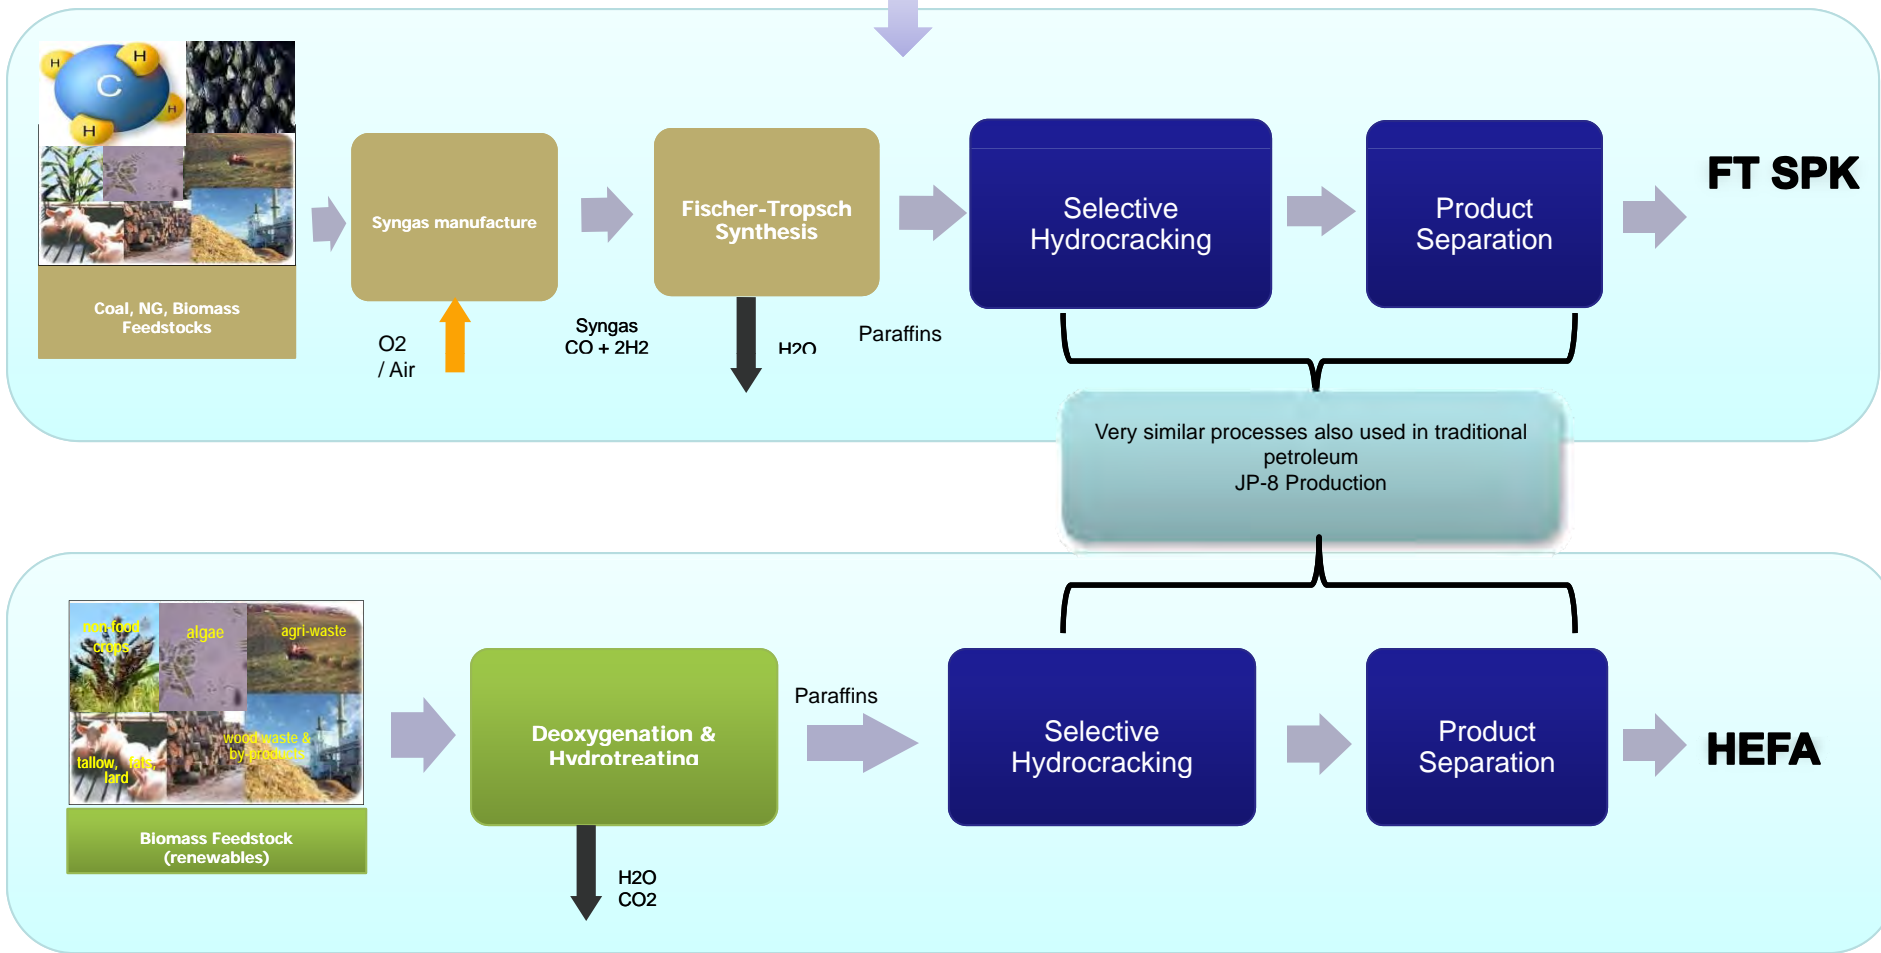 H
H
C
H
H
Coal, NG, Biomass
Feedstocks
Syngas manufacture
O2
/ Air
Syngas
CO + 2H2
Fischer-Tropsch
Synthesis
H2O
Paraffins
Selective
Hydrocracking
Product
Separation
FT SPK
Very similar processes also used in traditional
petroleum
JP-8 Production
non-food
crops
algae
agri-waste
tallow, fats,
lard
wood waste &
by-products
Biomass Feedstock
(renewables)
Deoxygenation &
Hydrotreating
H2O
CO2
Paraffins
Selective
Hydrocracking
Product
Separation
HEFA